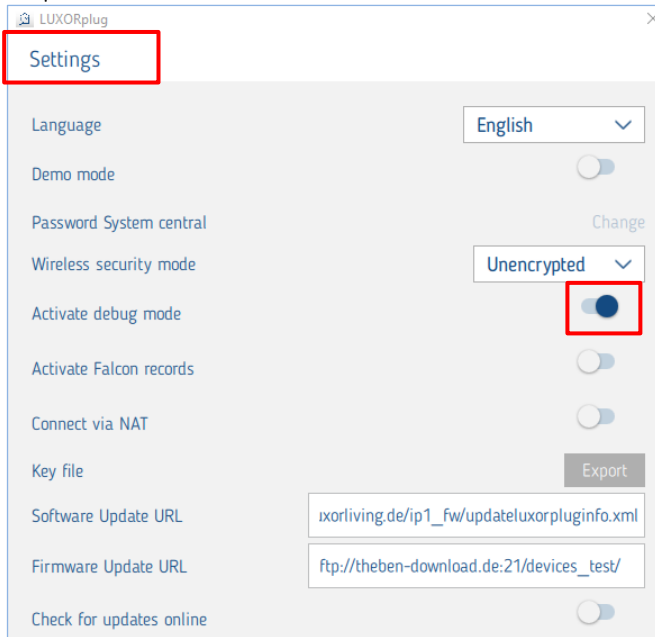 LUXORplug
Settings
Language English
Demo mode
Password System central Change
Wireless security mode Unencrypted
Activate debug mode
Activate Falcon records
Connect via NAT
Key file Export
Software Update URL xorliving.de/ip1_fw/updateluxorpluginfo.xml
Firmware Update URL ftp://theben-download.de:21/devices_test/
Check for updates online